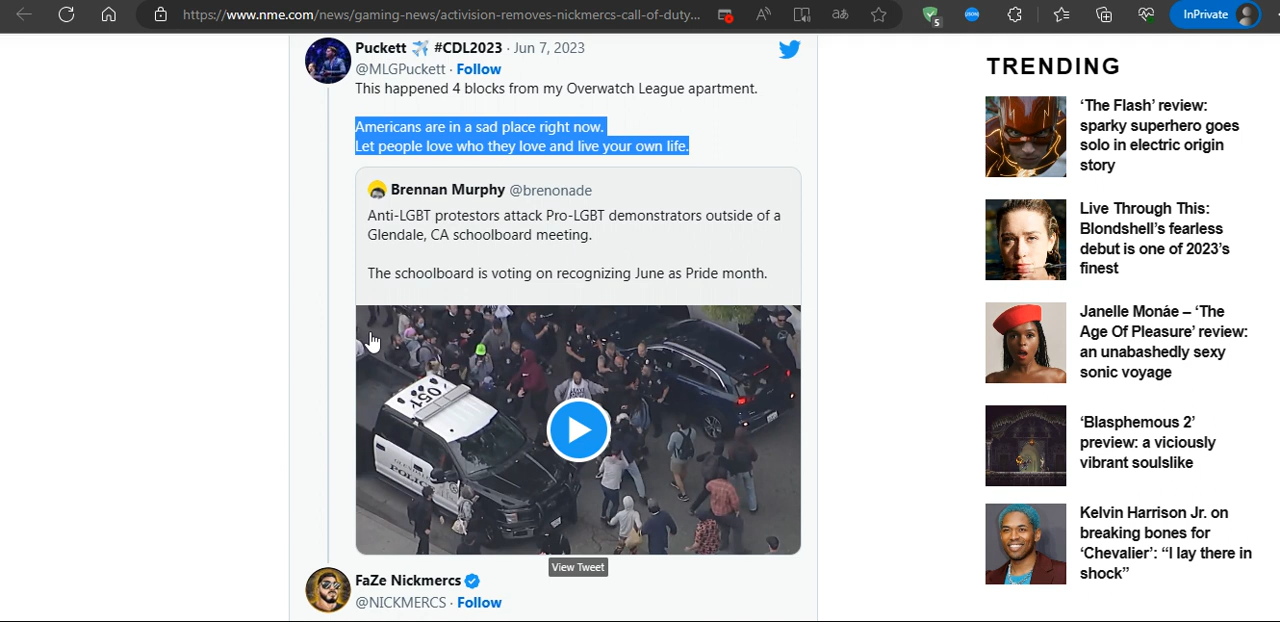 https://www.nme.com/news/gaming-news/activision-removes-nickmercs-call-of-duty...
5
InPrivate
Puckett ✈️ #CDL2023 · Jun 7, 2023
@MLGPuckett · Follow
This happened 4 blocks from my Overwatch League apartment.
Americans are in a sad place right now.
Let people love who they love and live your own life.
Brennan Murphy @brenonade
Anti-LGBT protestors attack Pro-LGBT demonstrators outside of a
Glendale, CA schoolboard meeting.
The schoolboard is voting on recognizing June as Pride month.
POLICE
View Tweet
FaZe Nickmercs
@NICKMERCS · Follow
TRENDING
‘The Flash’ review:
sparky superhero goes
solo in electric origin
story
Live Through This:
Blondshell’s fearless
debut is one of 2023’s
finest
Janelle Monáe – ‘The
Age Of Pleasure’ review:
an unabashedly sexy
sonic voyage
‘Blasphemous 2’
preview: a viciously
vibrant soulslike
Kelvin Harrison Jr. on
breaking bones for
‘Chevalier’: “I lay there in
shock”